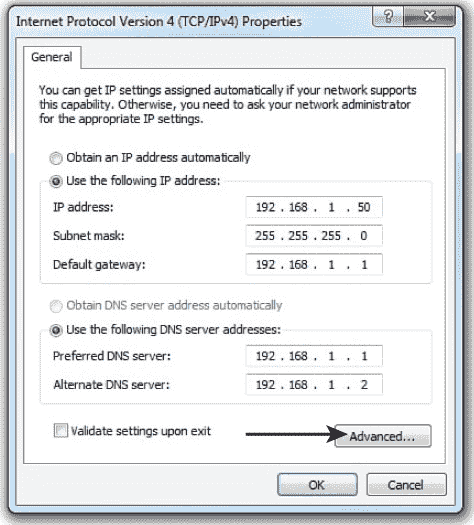 Internet Protocol Version 4 (TCP/IPv4) Properties
?
X
General
You can get IP settings assigned automatically if your network supports
this capability. Otherwise, you need to ask your network administrator
for the appropriate IP settings.
Obtain an IP address automatically
Use the following IP address:
IP address: 192 . 168 . 1 . 50
Subnet mask: 255 . 255 . 255 . 0
Default gateway: 192 . 168 . 1 . 1
Obtain DNS server address automatically
Use the following DNS server addresses:
Preferred DNS server: 192 . 168 . 1 . 1
Alternate DNS server: 192 . 168 . 1 . 2
Validate settings upon exit
Advanced...
OK Cancel